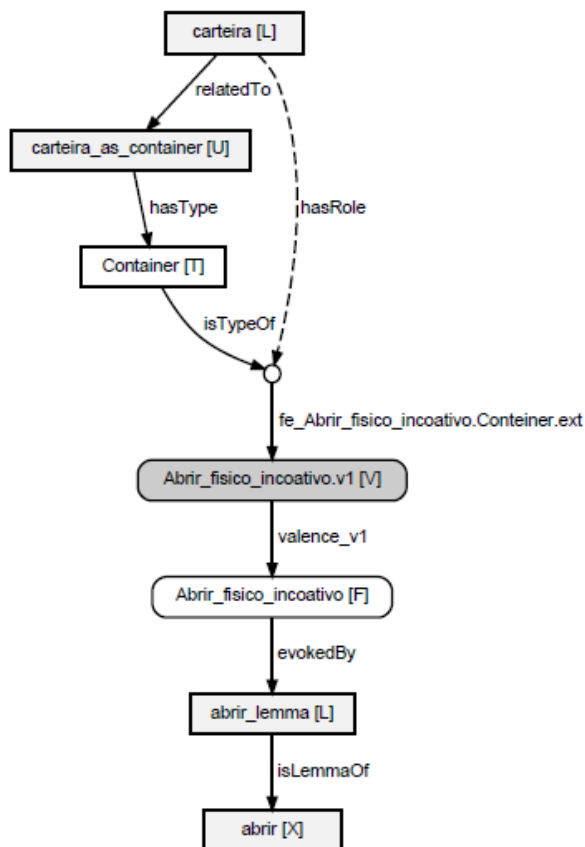 carteira [L]
relatedTo
carteira_as_container [U]
hasType
hasRole
Container [T]
isTypeOf
fe_Abrir_fisico_incoativo.Conteiner.ext
Abrir_fisico_incoativo.v1 [V]
valence_v1
Abrir_fisico_incoativo [F]
evokedBy
abrir_lemma [L]
isLemmaOf
abrir [X]